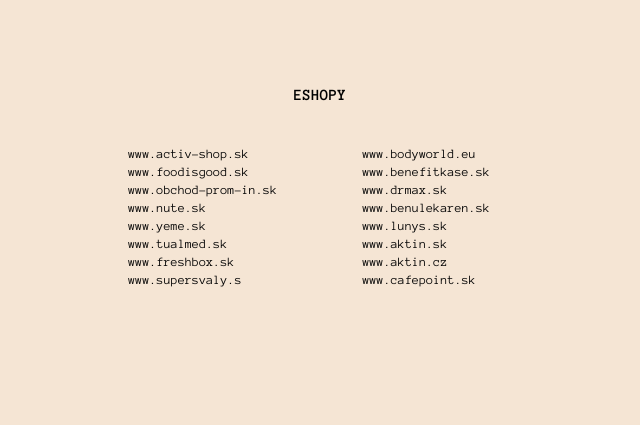 ESHOPY
www.activ-shop.sk
www.foodisgood.sk
www.obchod-prom-in.sk
www.nute.sk
www.yeme.sk
www.tualmed.sk
www.freshbox.sk
www.supersvaly.s
www.bodyworld.eu
www.benefitkase.sk
www.drmax.sk
www.benulekaren.sk
www.lunys.sk
www.aktin.sk
www.aktin.cz
www.cafepoint.sk